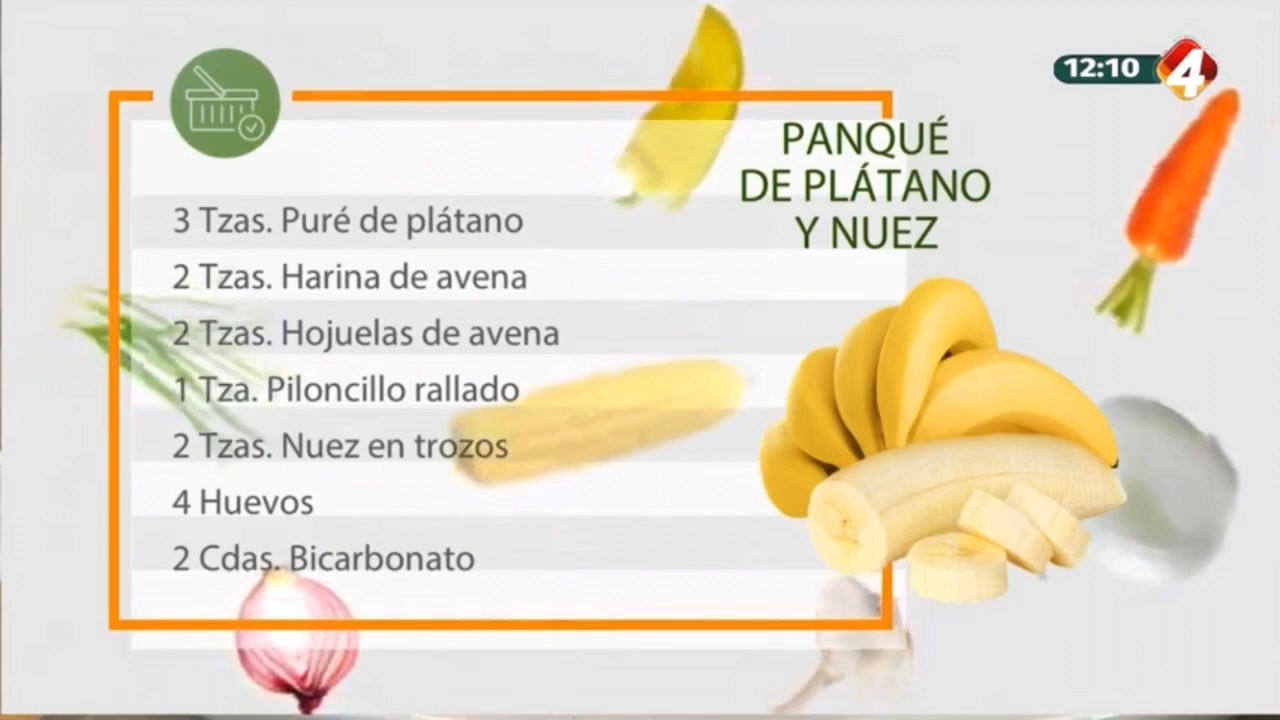 12:10 4
PANQUÉ
DE PLÁTANO
Y NUEZ
3 Tzas. Puré de plátano
2 Tzas. Harina de avena
2 Tzas. Hojuelas de avena
1 Tza. Piloncillo rallado
2 Tzas. Nuez en trozos
4 Huevos
2 Cdas. Bicarbonato